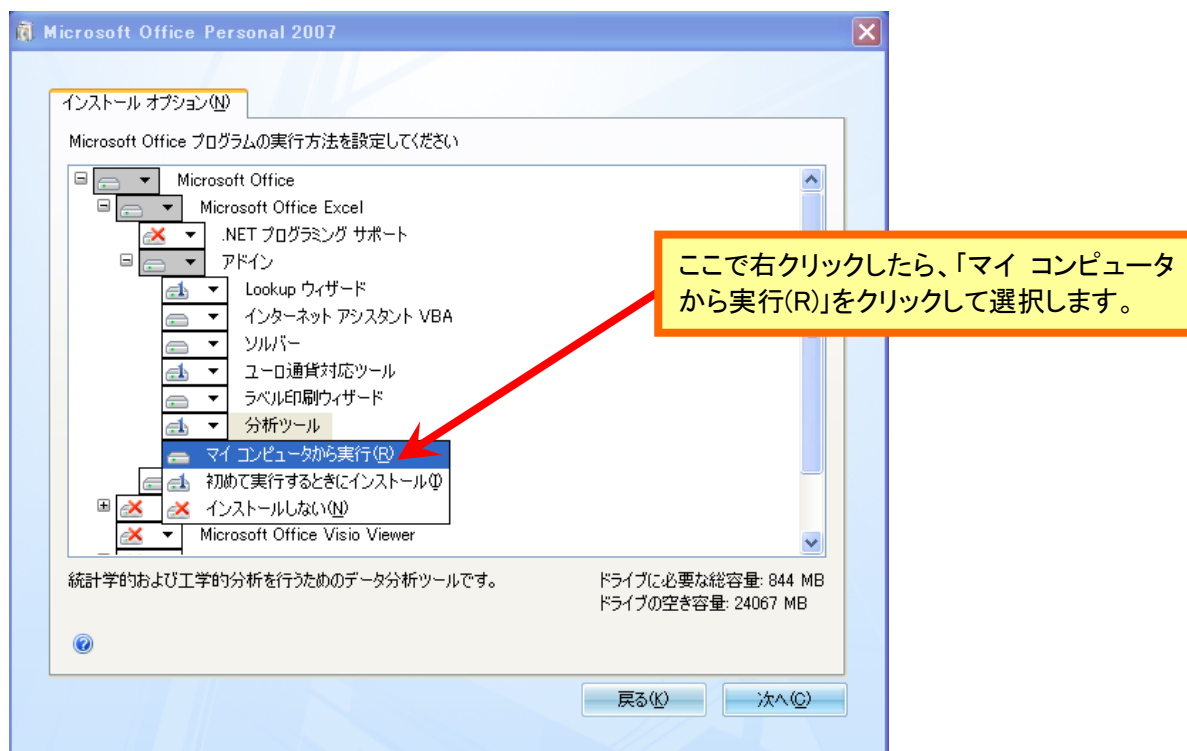 Microsoft Office Personal 2007
インストール オプション(N)
Microsoft Office プログラムの実行方法を設定してください
Microsoft Office
Microsoft Office Excel
.NET プログラミング サポート
アドイン
Lookup ウィザード
インターネット アシスタント VBA
ソルバー
ユーロ通貨対応ツール
ラベル印刷ウィザード
分析ツール
マイ コンピュータから実行(R)
初めて実行するときにインストール(I)
インストールしない(N)
Microsoft Office Visio Viewer
ここで右クリックしたら、「マイ コンピュータ
から実行(R)」をクリックして選択します。
統計学的および工学的分析を行うためのデータ分析ツールです。
ドライブに必要な総容量: 844 MB
ドライブの空き容量: 24067 MB
戻る(K)
次へ(C)